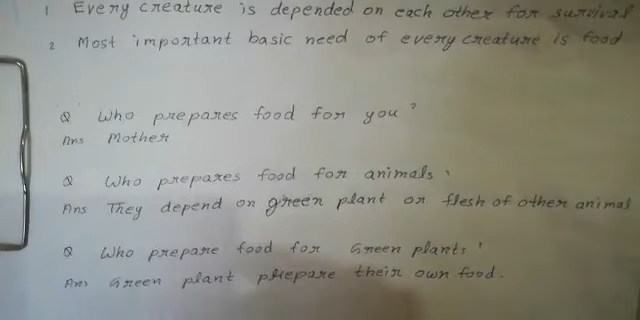 1 Every creature is depended on each other for survival
2 Most important basic need of every creature is food
Q Who prepares food for you?
Ans Mother
Q Who prepares food for animals
Ans They depend on green plant or flesh of other animal
Q Who prepare food for Green plants
Ans Green plant prepare their own food.